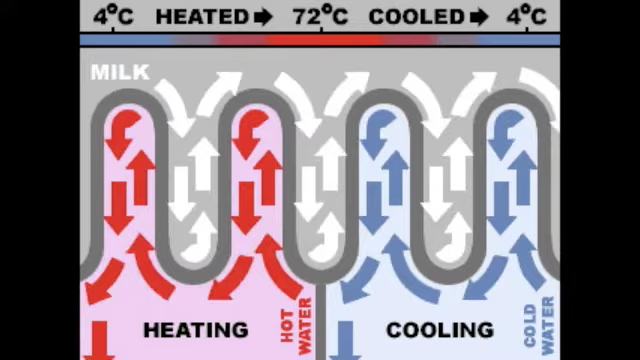 4°C HEATED → 72°C COOLED → 4°C
MILK
HOT WATER
HEATING
COOLING
COLD WATER